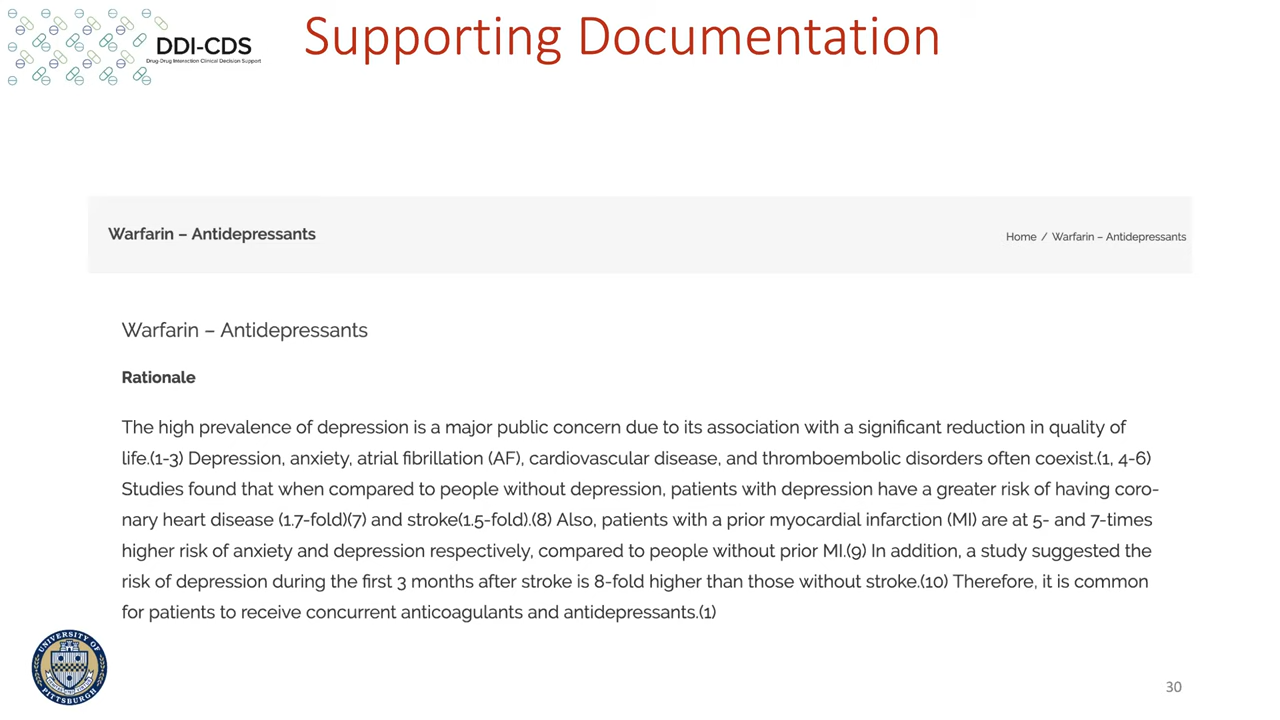 DDI-CDS
Drug-Drug Interaction Clinical Decision Support
Supporting Documentation
Warfarin – Antidepressants
Home / Warfarin – Antidepressants
Warfarin – Antidepressants
Rationale
The high prevalence of depression is a major public concern due to its association with a significant reduction in quality of
life.(1-3) Depression, anxiety, atrial fibrillation (AF), cardiovascular disease, and thromboembolic disorders often coexist.(1, 4-6)
Studies found that when compared to people without depression, patients with depression have a greater risk of having coro-
nary heart disease (1.7-fold)(7) and stroke(1.5-fold).(8) Also, patients with a prior myocardial infarction (MI) are at 5- and 7-times
higher risk of anxiety and depression respectively, compared to people without prior MI.(9) In addition, a study suggested the
risk of depression during the first 3 months after stroke is 8-fold higher than those without stroke.(10) Therefore, it is common
for patients to receive concurrent anticoagulants and antidepressants.(1)
UNIVERSITY OF
PITTSBURGH
30